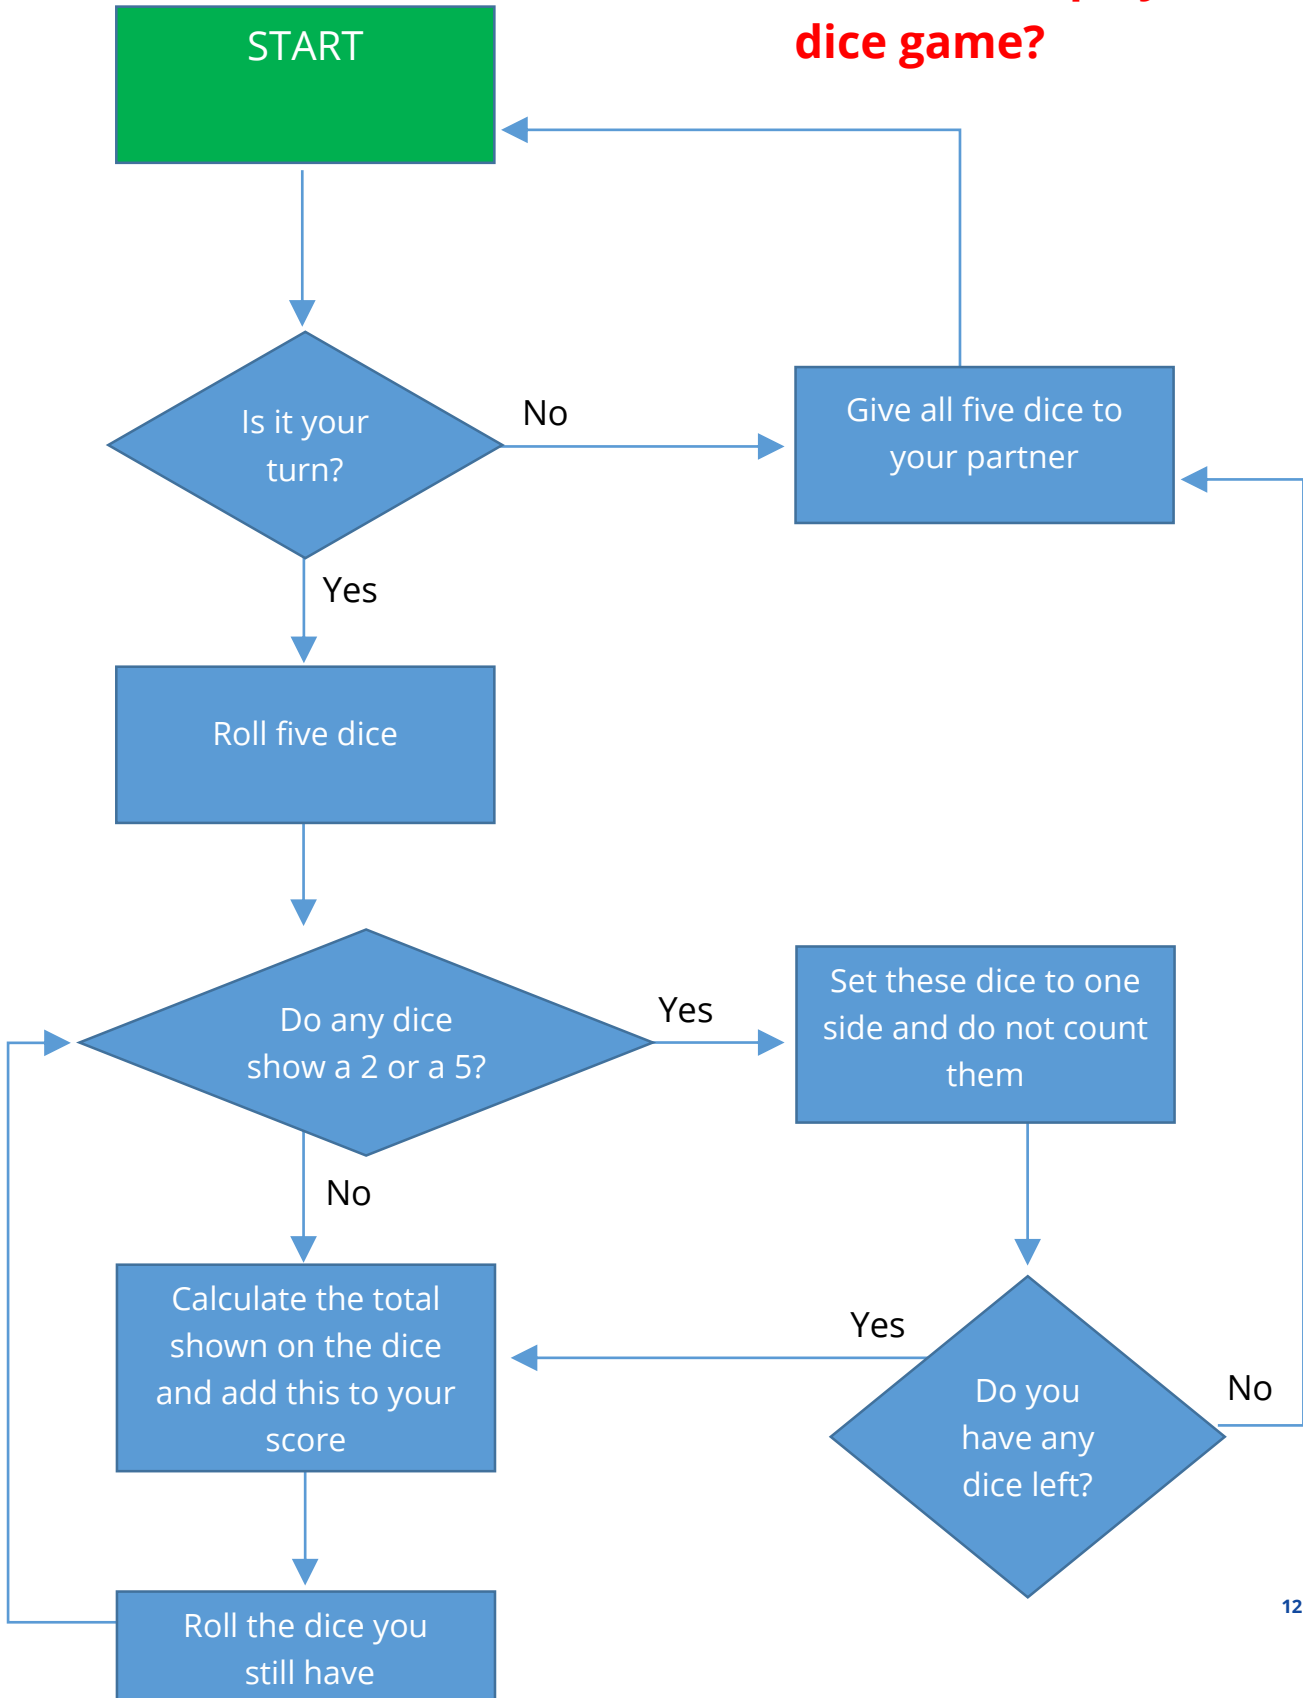 dice game?
START
Is it your
turn?
No
Give all five dice to
your partner
Yes
Roll five dice
Do any dice
show a 2 or a 5?
Yes
Set these dice to one
side and do not count
them
No
Calculate the total
shown on the dice
and add this to your
score
Yes
Do you
have any
dice left?
No
Roll the dice you
still have
12